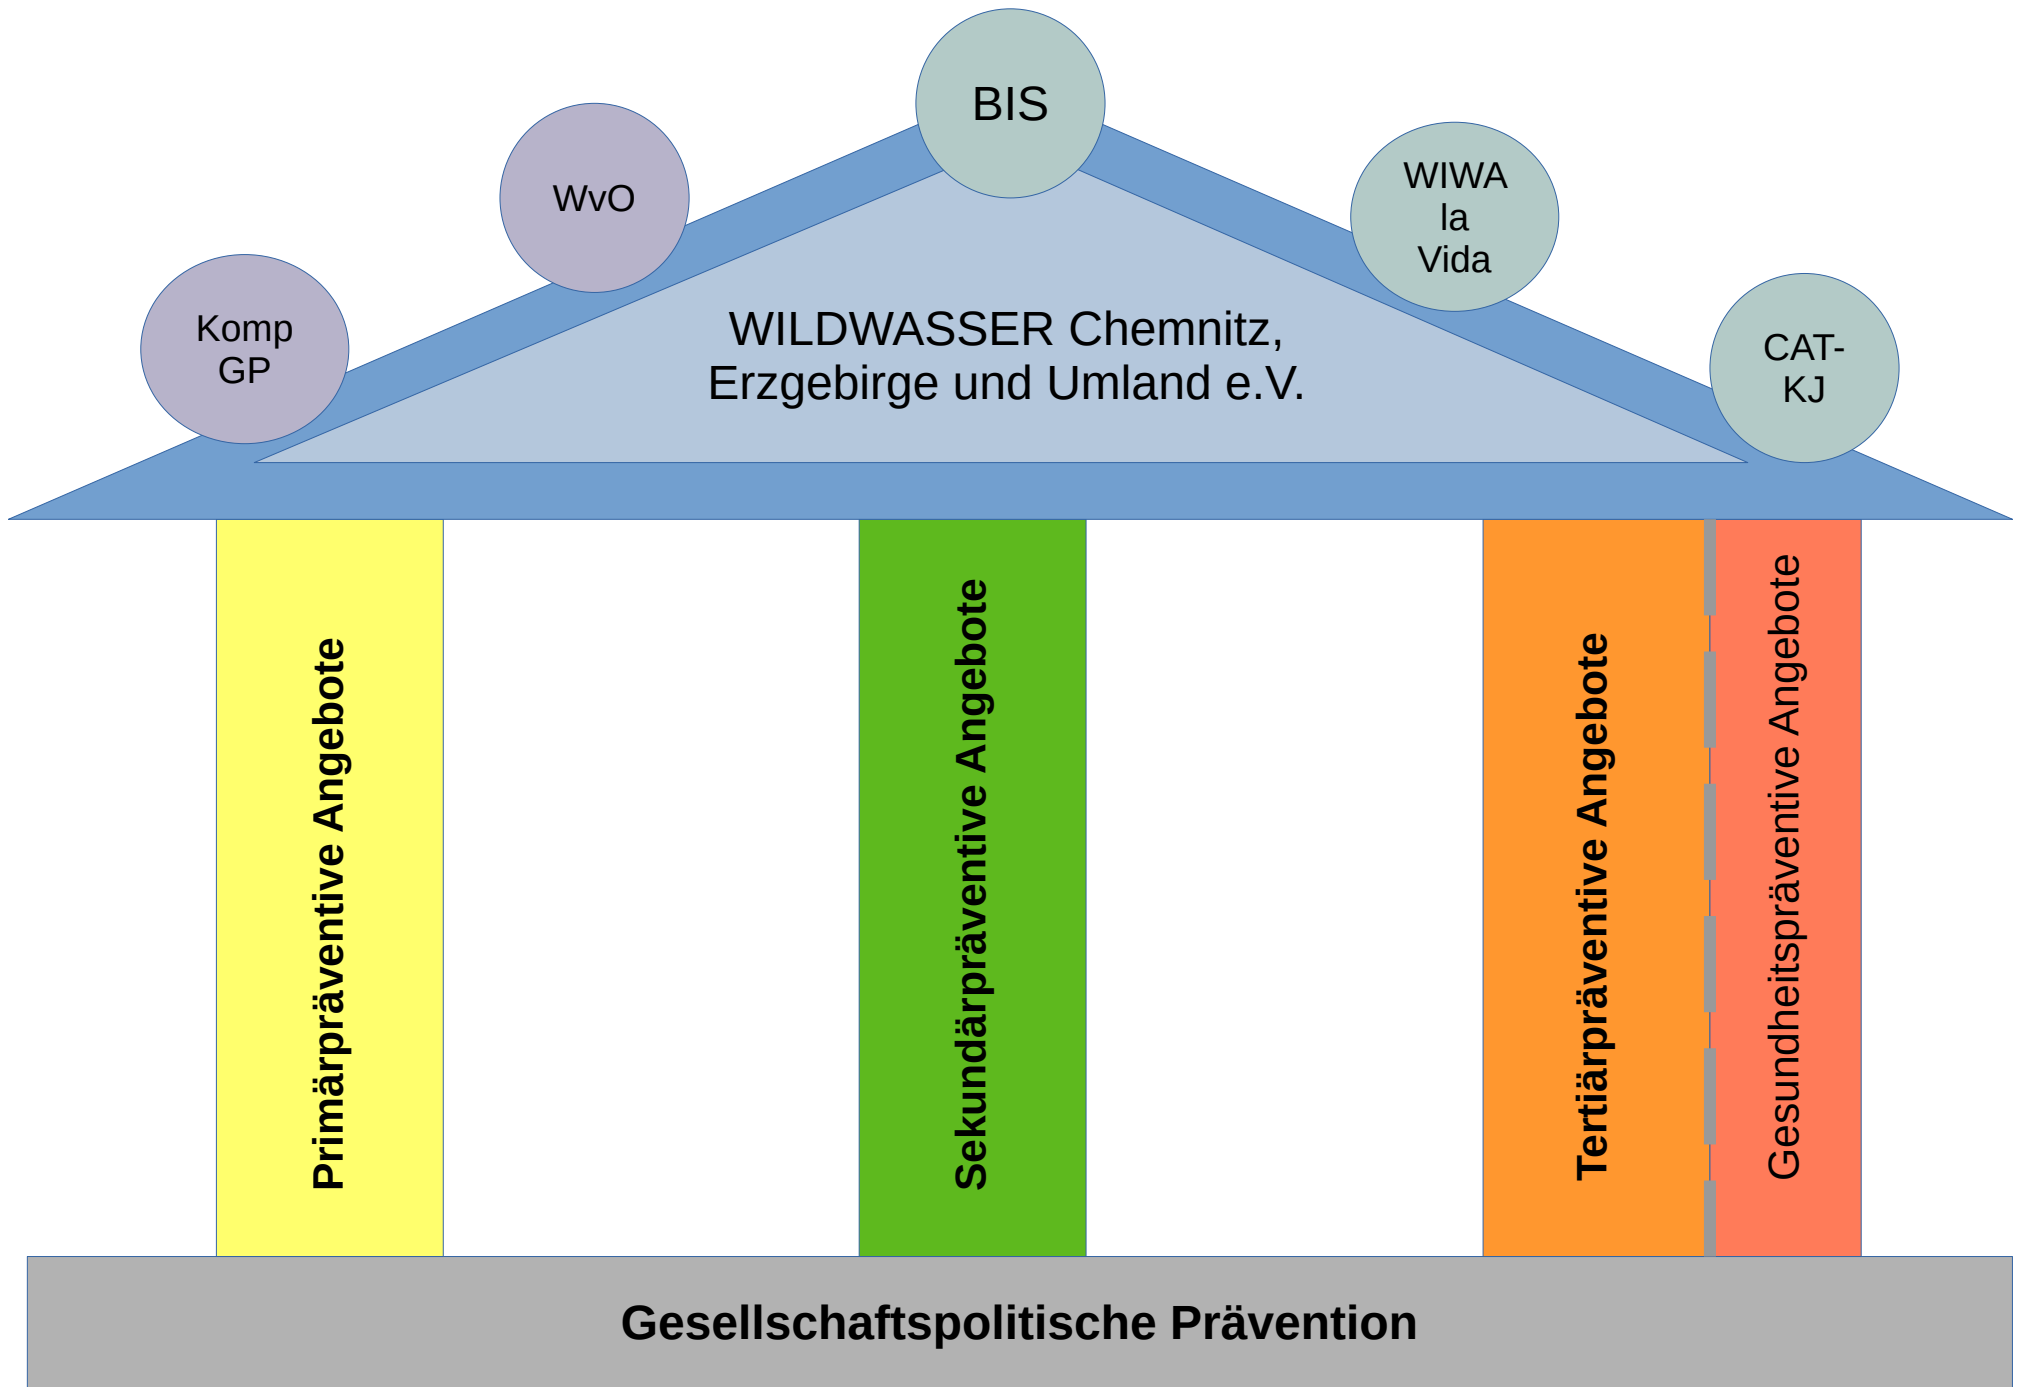 BIS
WvO
WIWA
la
Vida
Komp
GP
CAT-
KJ
WILDWASSER Chemnitz,
Erzgebirge und Umland e.V.
Primärpräventive Angebote
Sekundärpräventive Angebote
Tertiärpräventive Angebote
Gesundheitspräventive Angebote
Gesellschaftspolitische Prävention